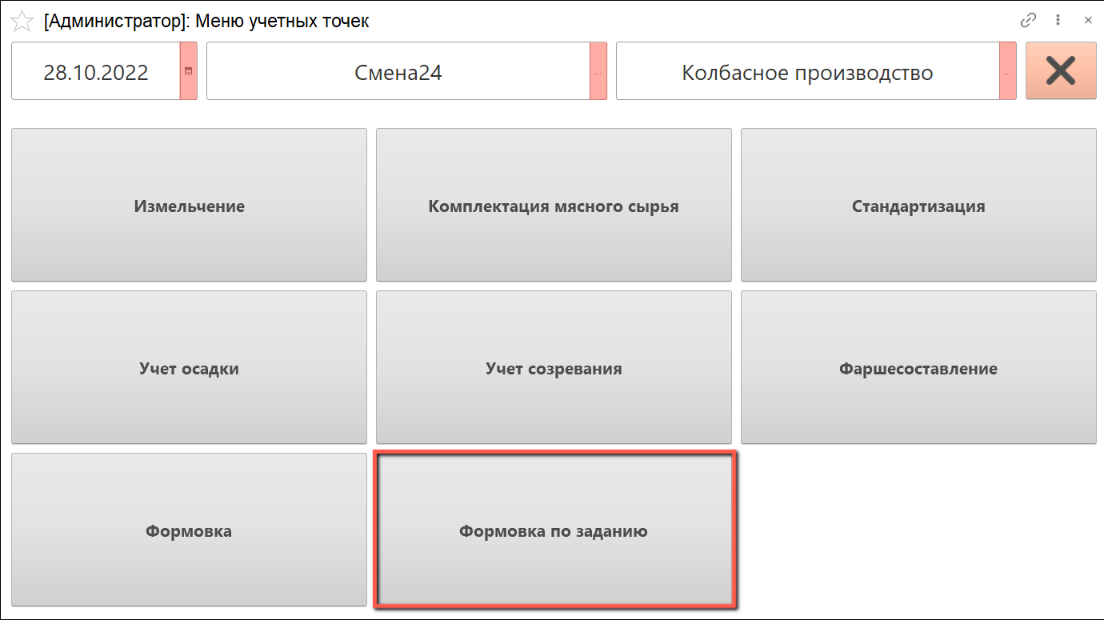 [Администратор]: Меню учетных точек
28.10.2022
Смена24
...
Колбасное производство
...
Измельчение
Комплектация мясного сырья
Стандартизация
Учет осадки
Учет созревания
Фаршесоставление
Формовка
Формовка по заданию